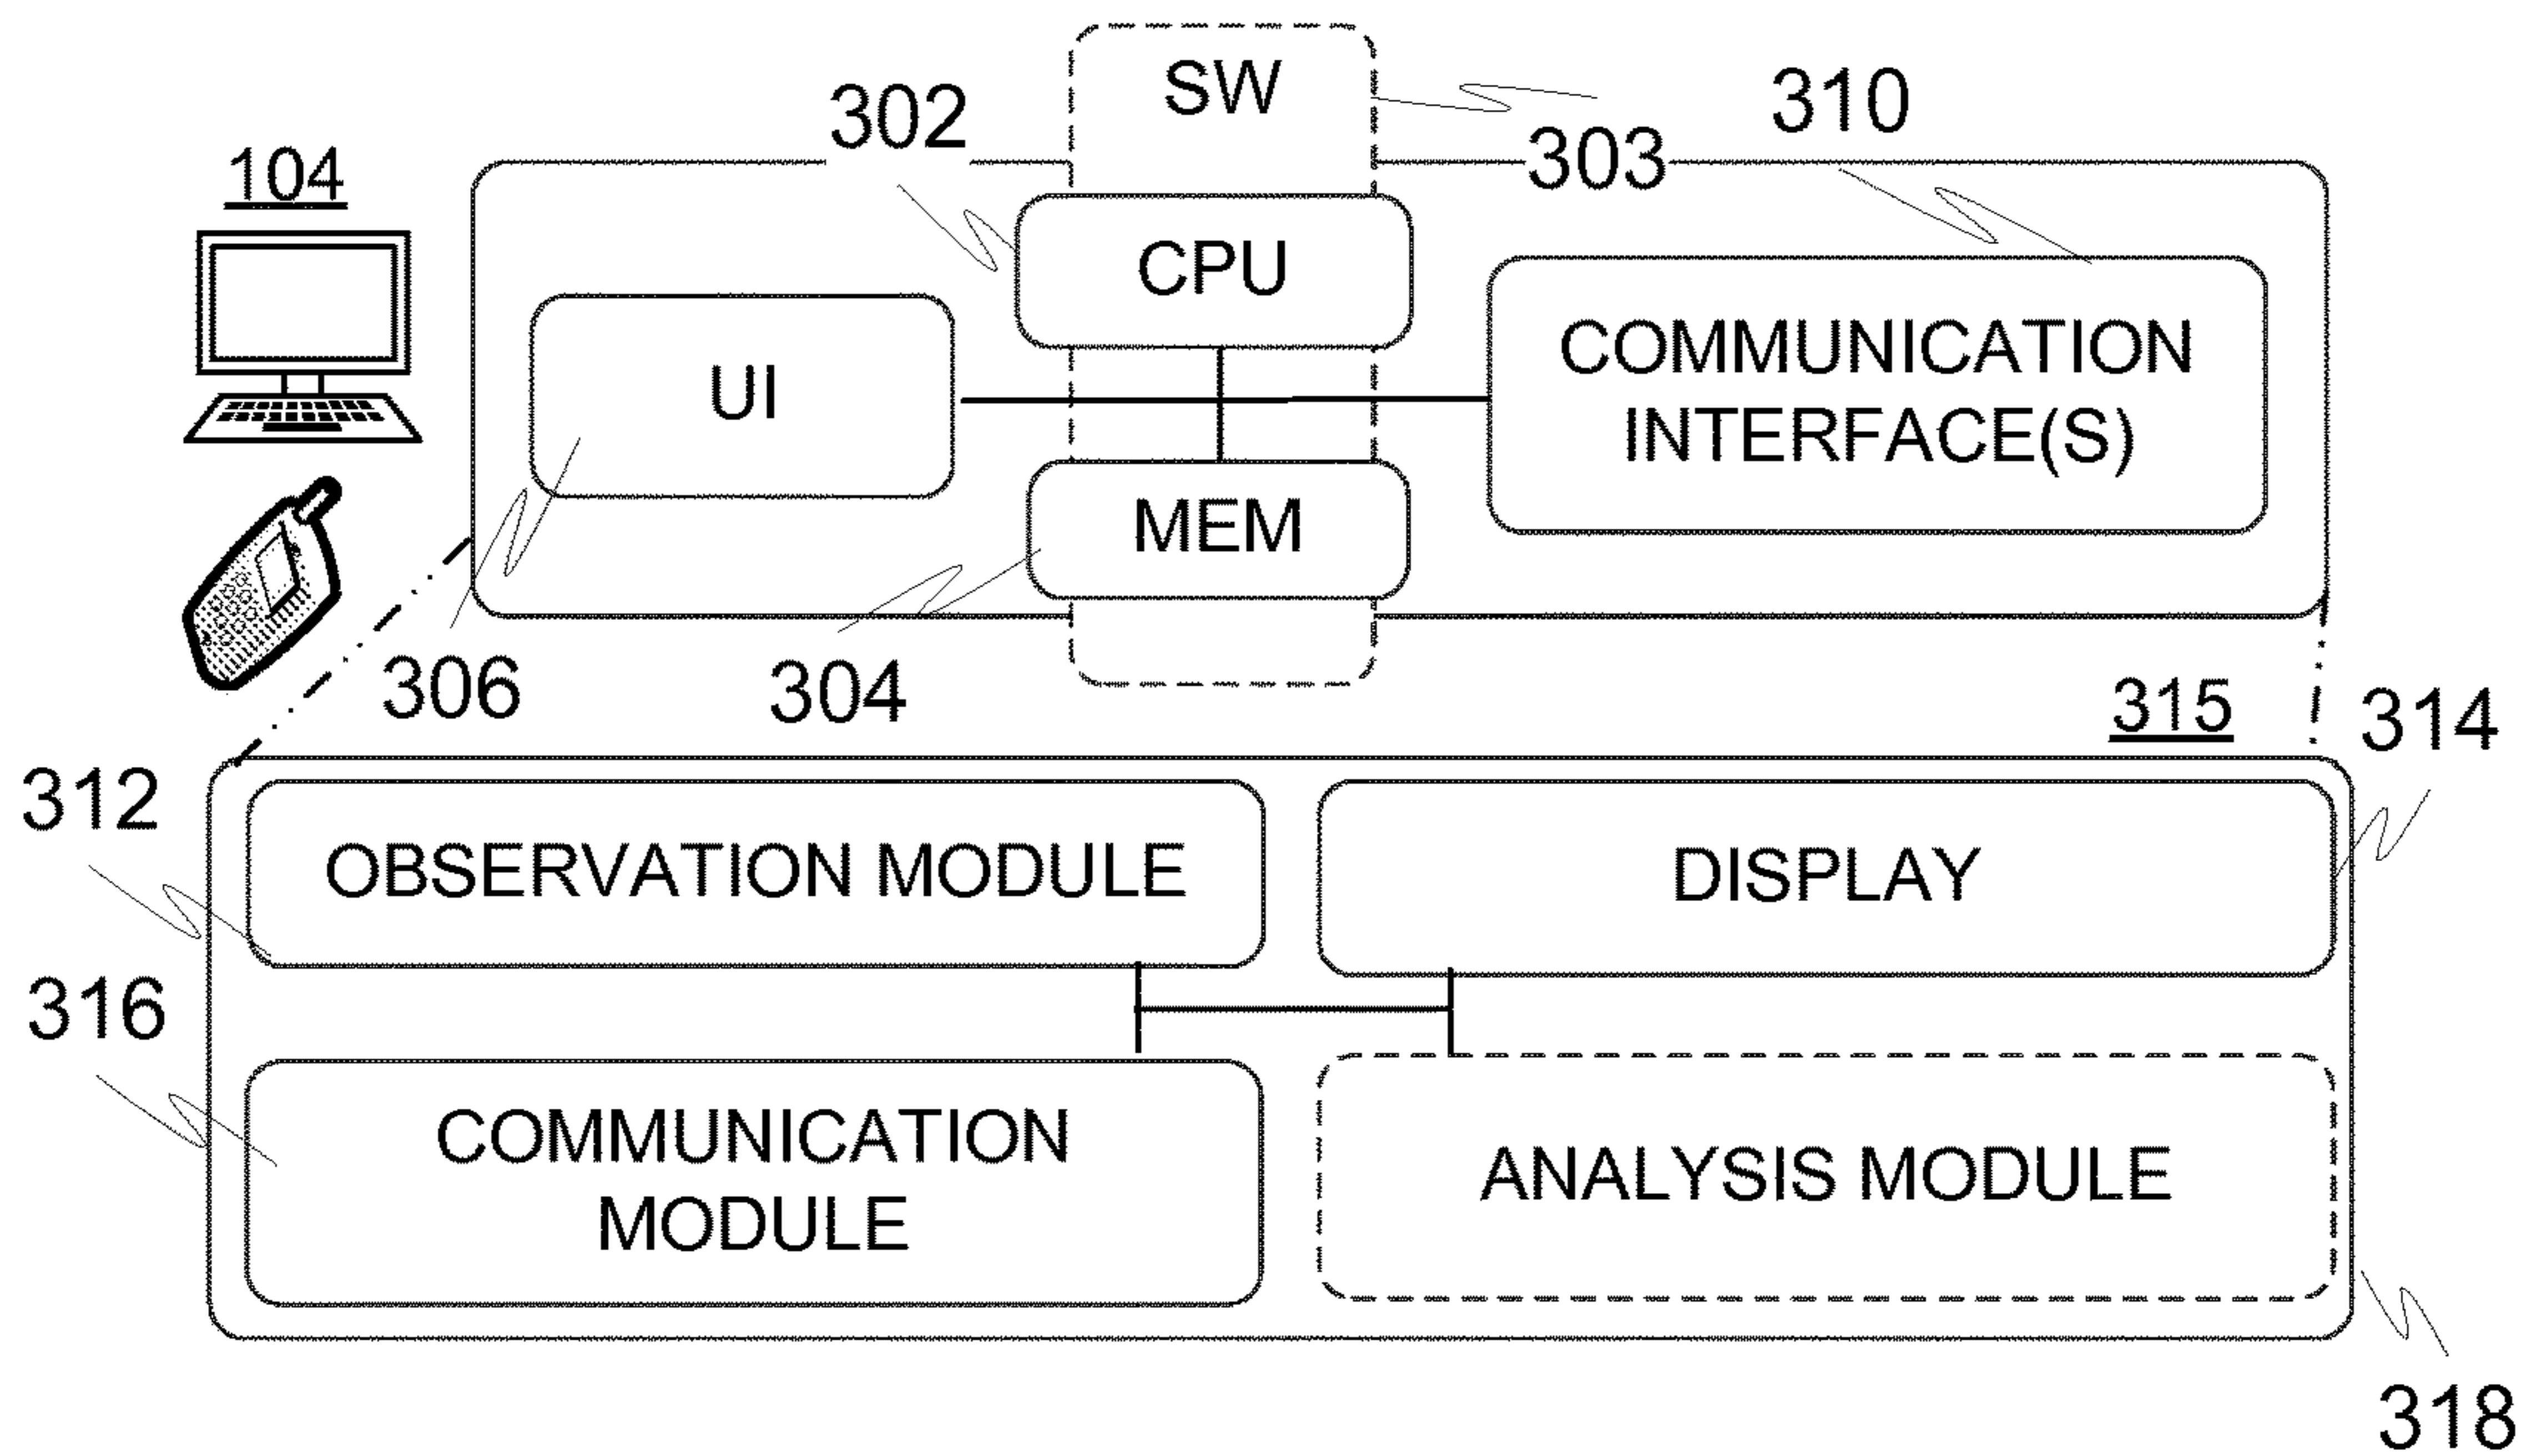 SW
302
310
303
104
CPU
COMMUNICATION
INTERFACE(S)
UI
MEM
306
304
315
314
312
OBSERVATION MODULE
DISPLAY
316
COMMUNICATION
MODULE
ANALYSIS MODULE
318